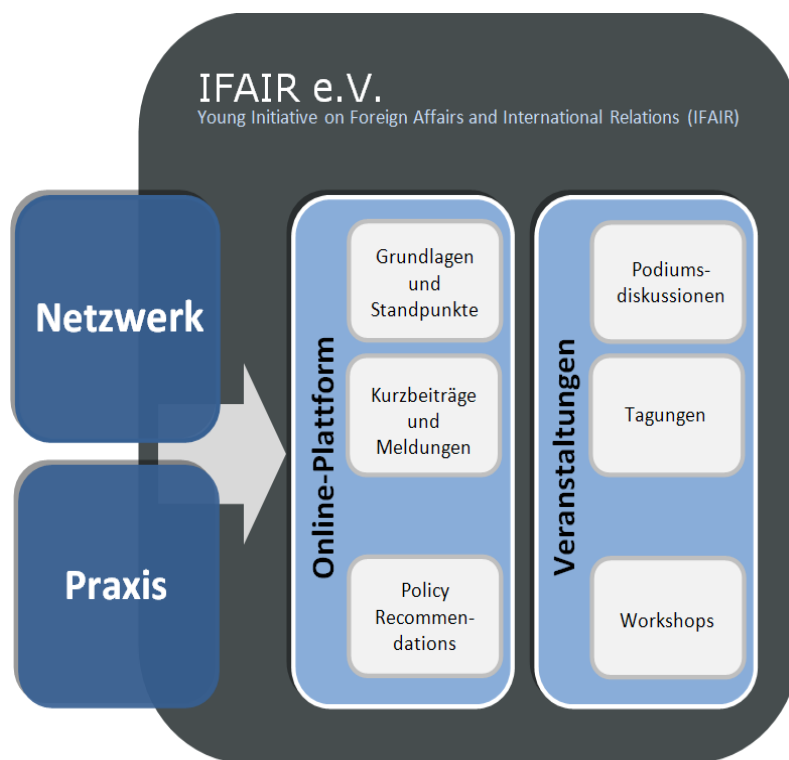 IFAIR e.V.
Young Initiative on Foreign Affairs and International Relations (IFAIR)
Netzwerk
Praxis
Online-Plattform
Grundlagen
und
Standpunkte
Kurzbeiträge
und
Meldungen
Policy
Recommen-
dations
Veranstaltungen
Podiums-
diskussionen
Tagungen
Workshops